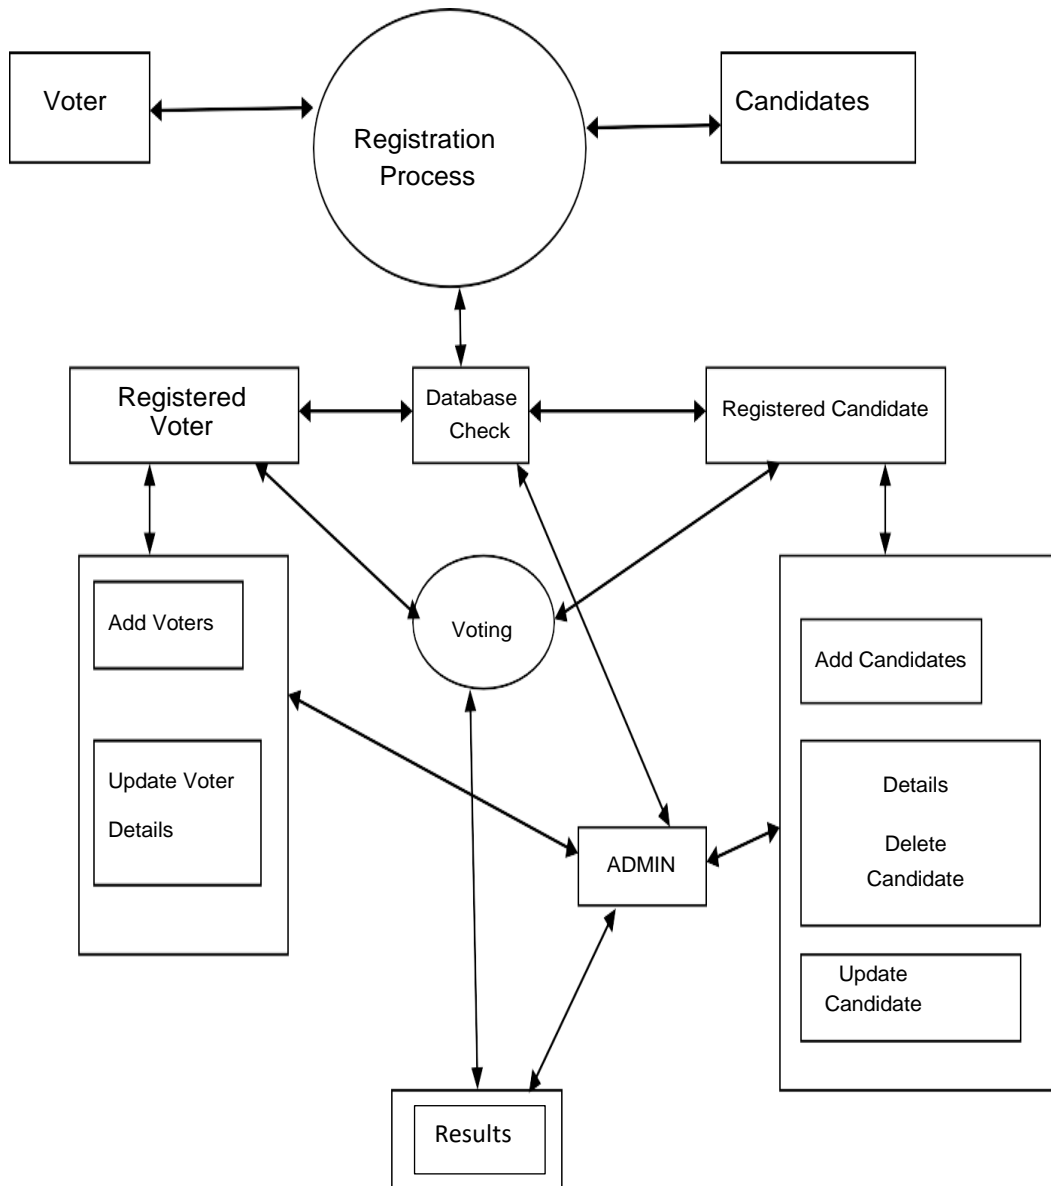 Voter
Registration
Process
Candidates
Registered
Voter
Database
Check
Registered Candidate
Add Voters
Voting
Add Candidates
Update Voter
Details
Details
Delete
Candidate
ADMIN
Update
Candidate
Results